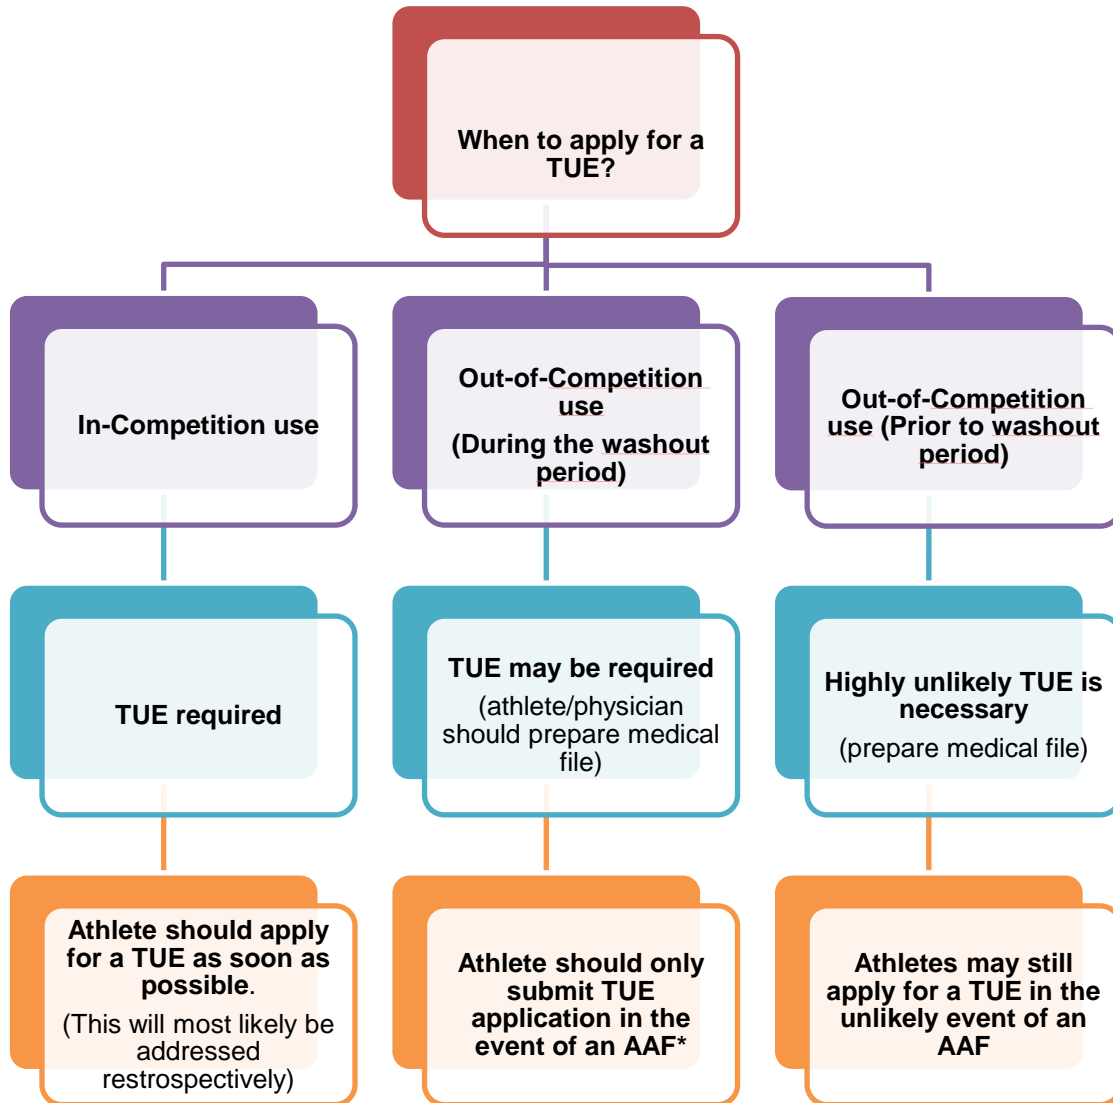 When to apply for a
TUE?
In-Competition use
Out-of-Competition
use
(During the washout
period)
Out-of-Competition
use (Prior to washout
period)
TUE required
TUE may be required
(athlete/physician
should prepare medical
file)
Highly unlikely TUE is
necessary
(prepare medical file)
Athlete should apply
for a TUE as soon as
possible.
(This will most likely be
addressed
restrospectively)
Athlete should only
submit TUE
application in the
event of an AAF*
Athletes may still
apply for a TUE in the
unlikely event of an
AAF